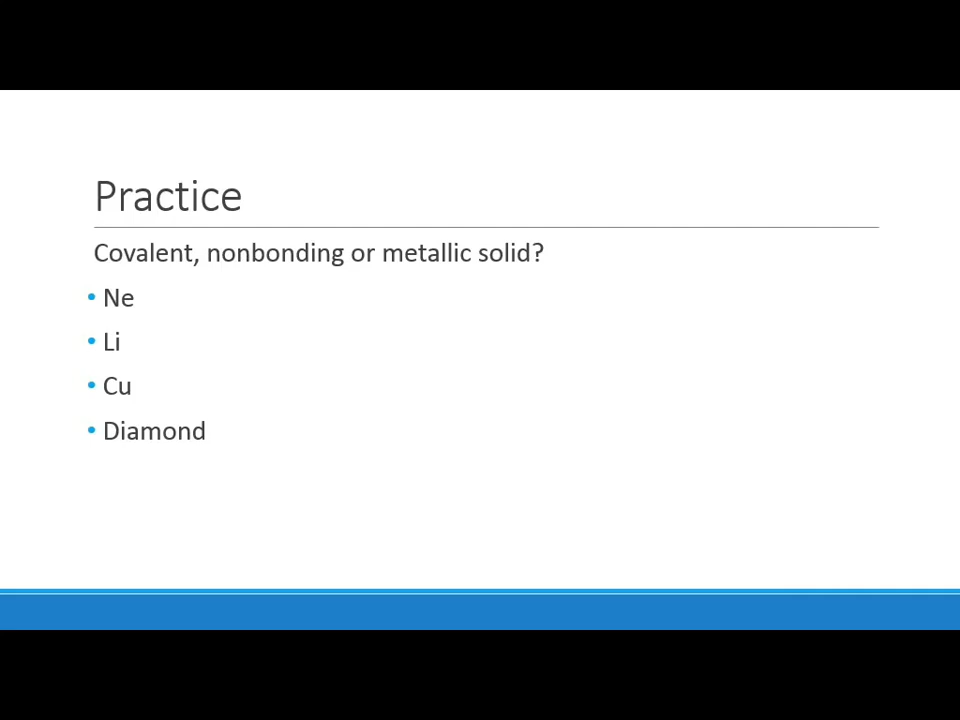 Practice
Covalent, nonbonding or metallic solid?
• Ne
• Li
• Cu
• Diamond